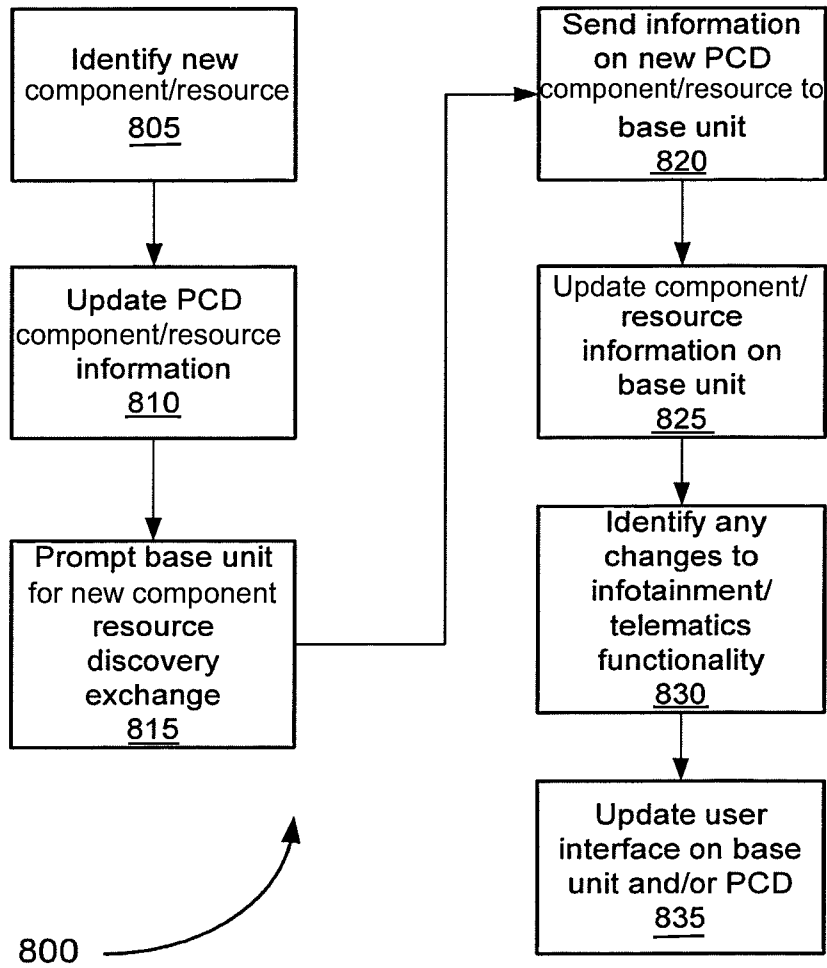 Identify new
component/resource
805
Update PCD
component/resource
information
810
Prompt base unit
for new component
resource
discovery
exchange
815
Send information
on new PCD
component/resource to
base unit
820
Update component/
resource
information on
base unit
825
Identify any
changes to
infotainment/
telematics
functionality
830
Update user
interface on base
unit and/or PCD
835
800